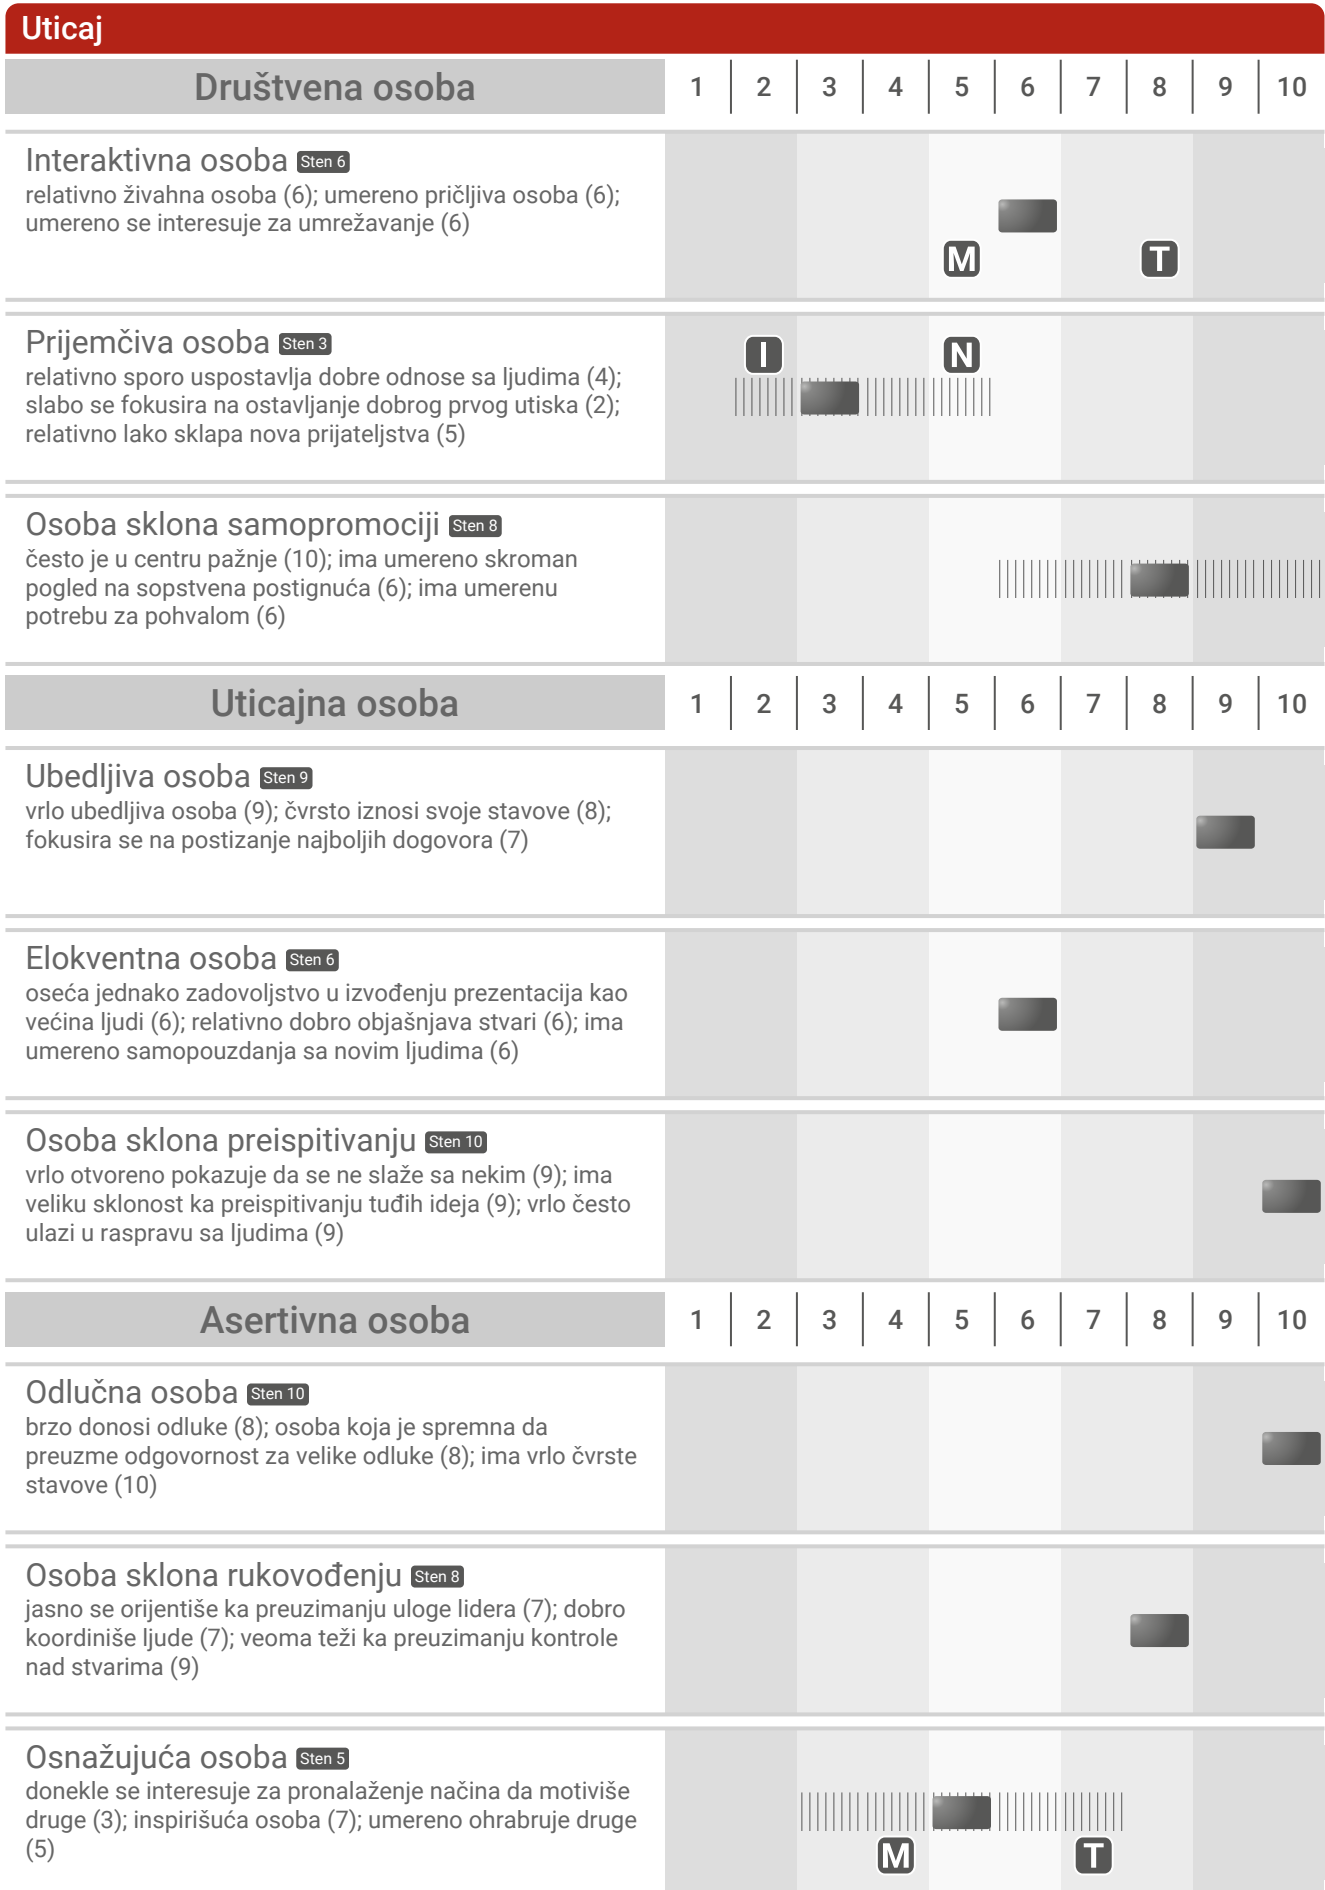 Uticaj
Društvena osoba 1 2 3 4 5 6 7 8 9 10
Interaktivna osoba Sten 6
relativno živahna osoba (6); umereno pričljiva osoba (6);
umereno se interesuje za umrežavanje (6)
M T
Prijemčiva osoba Sten 3
I N
relativno sporo uspostavlja dobre odnose sa ljudima (4);
slabo se fokusira na ostavljanje dobrog prvog utiska (2);
relativno lako sklapa nova prijateljstva (5)
Osoba sklona samopromociji Sten 8
često je u centru pažnje (10); ima umereno skroman
pogled na sopstvena postignuća (6); ima umerenu
potrebu za pohvalom (6)
Uticajna osoba 1 2 3 4 5 6 7 8 9 10
Ubedljiva osoba Sten 9
vrlo ubedljiva osoba (9); čvrsto iznosi svoje stavove (8);
fokusira se na postizanje najboljih dogovora (7)
Elokventna osoba Sten 6
oseća jednako zadovoljstvo u izvođenju prezentacija kao
većina ljudi (6); relativno dobro objašnjava stvari (6); ima
umereno samopouzdanja sa novim ljudima (6)
Osoba sklona preispitivanju Sten 10
vrlo otvoreno pokazuje da se ne slaže sa nekim (9); ima
veliku sklonost ka preispitivanju tuđih ideja (9); vrlo često
ulazi u raspravu sa ljudima (9)
Asertivna osoba 1 2 3 4 5 6 7 8 9 10
Odlučna osoba Sten 10
brzo donosi odluke (8); osoba koja je spremna da
preuzme odgovornost za velike odluke (8); ima vrlo čvrste
stavove (10)
Osoba sklona rukovođenju Sten 8
jasno se orijentiše ka preuzimanju uloge lidera (7); dobro
koordiniše ljude (7); veoma teži ka preuzimanju kontrole
nad stvarima (9)
Osnažujuća osoba Sten 5
donekle se interesuje za pronalaženje načina da motiviše
druge (3); inspirišuća osoba (7); umereno ohrabruje druge
(5)
M T